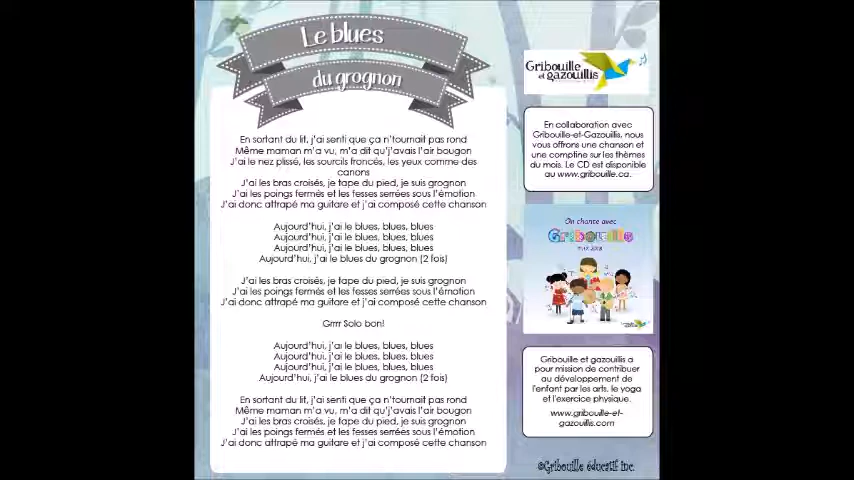 Le blues
du grognon
En sortant du lit, j'ai senti que ça n'tournait pas rond
Même maman m'a vu, m'a dit qu'j'avais l'air bougon
J'ai le nez plissé, les sourcils froncés, les yeux comme des
canons
J'ai les bras croisés, je tape du pied, je suis grognon
J'ai les poings fermés et les fesses serrées sous l'émotion
J'ai donc attrapé ma guitare et j'ai composé cette chanson
Aujourd'hui, j'ai le blues, blues, blues
Aujourd'hui, j'ai le blues, blues, blues
Aujourd'hui, j'ai le blues, blues, blues
Aujourd'hui, j'ai le blues du grognon (2 fois)
J'ai les bras croisés, je tape du pied, je suis grognon
J'ai les poings fermés et les fesses serrées sous l'émotion
J'ai donc attrapé ma guitare et j'ai composé cette chanson
Grrrr Solo bon!
Aujourd'hui, j'ai le blues, blues, blues
Aujourd'hui, j'ai le blues, blues, blues
Aujourd'hui, j'ai le blues, blues, blues
Aujourd'hui, j'ai le blues du grognon (2 fois)
En sortant du lit, j'ai senti que ça n'tournait pas rond
Même maman m'a vu, m'a dit qu'j'avais l'air bougon
J'ai les bras croisés, je tape du pied, je suis grognon
J'ai les poings fermés et les fesses serrées sous l'émotion
J'ai donc attrapé ma guitare et j'ai composé cette chanson
Gribouille
et gazouillis
En collaboration avec
Gribouille-et-Gazouillis, nous
vous offrons une chanson et
une comptine sur les thèmes
du mois. Le CD est disponible
au www.gribouille.ca.
On chante avec
Gribouille
Gribouille et gazouillis a
pour mission de contribuer
au développement de
l'enfant par les arts, le yoga
et l'exercice physique.
www.gribouille-et-
gazouillis.com
©Gribouille éducatif inc.